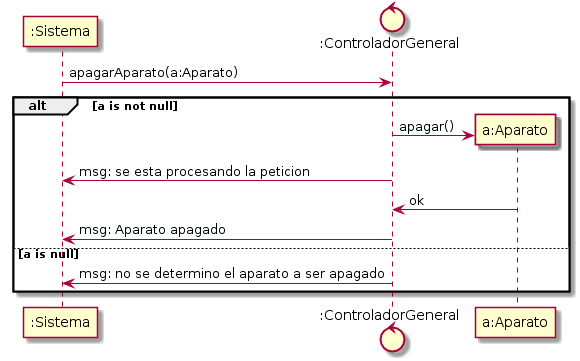 :Sistema
:ControladorGeneral
apagarAparato(a:Aparato)
alt [a is not null]
apagar()
a:Aparato
msg: se esta procesando la peticion
ok
msg: Aparato apagado
[a is null]
msg: no se determino el aparato a ser apagado
:Sistema
:ControladorGeneral
a:Aparato